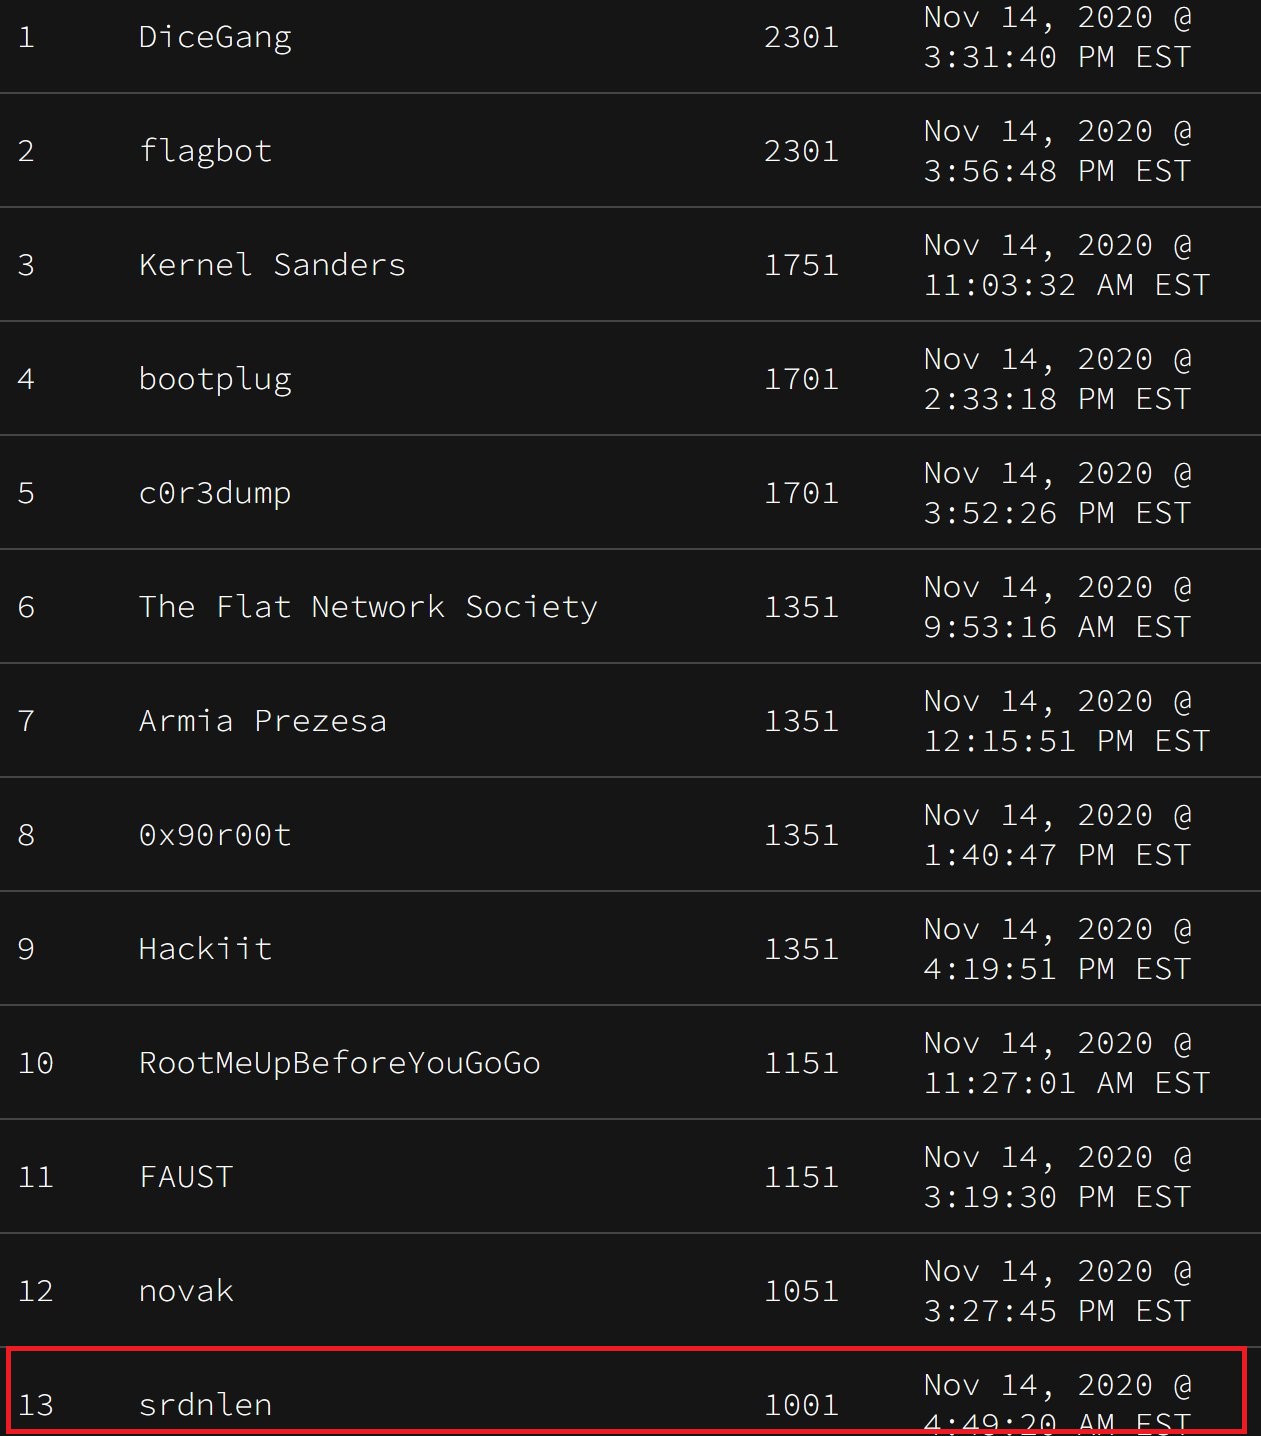 1 DiceGang 2301 Nov 14, 2020 @
3:31:40 PM EST
2 flagbot 2301 Nov 14, 2020 @
3:56:48 PM EST
3 Kernel Sanders 1751 Nov 14, 2020 @
11:03:32 AM EST
4 bootplug 1701 Nov 14, 2020 @
2:33:18 PM EST
5 c0r3dump 1701 Nov 14, 2020 @
3:52:26 PM EST
6 The Flat Network Society 1351 Nov 14, 2020 @
9:53:16 AM EST
7 Armia Prezesa 1351 Nov 14, 2020 @
12:15:51 PM EST
8 0x90r00t 1351 Nov 14, 2020 @
1:40:47 PM EST
9 Hackiit 1351 Nov 14, 2020 @
4:19:51 PM EST
10 RootMeUpBeforeYouGoGo 1151 Nov 14, 2020 @
11:27:01 AM EST
11 FAUST 1151 Nov 14, 2020 @
3:19:30 PM EST
12 novak 1051 Nov 14, 2020 @
3:27:45 PM EST
13 srdnlen 1001 Nov 14, 2020 @
4:49:20 AM EST